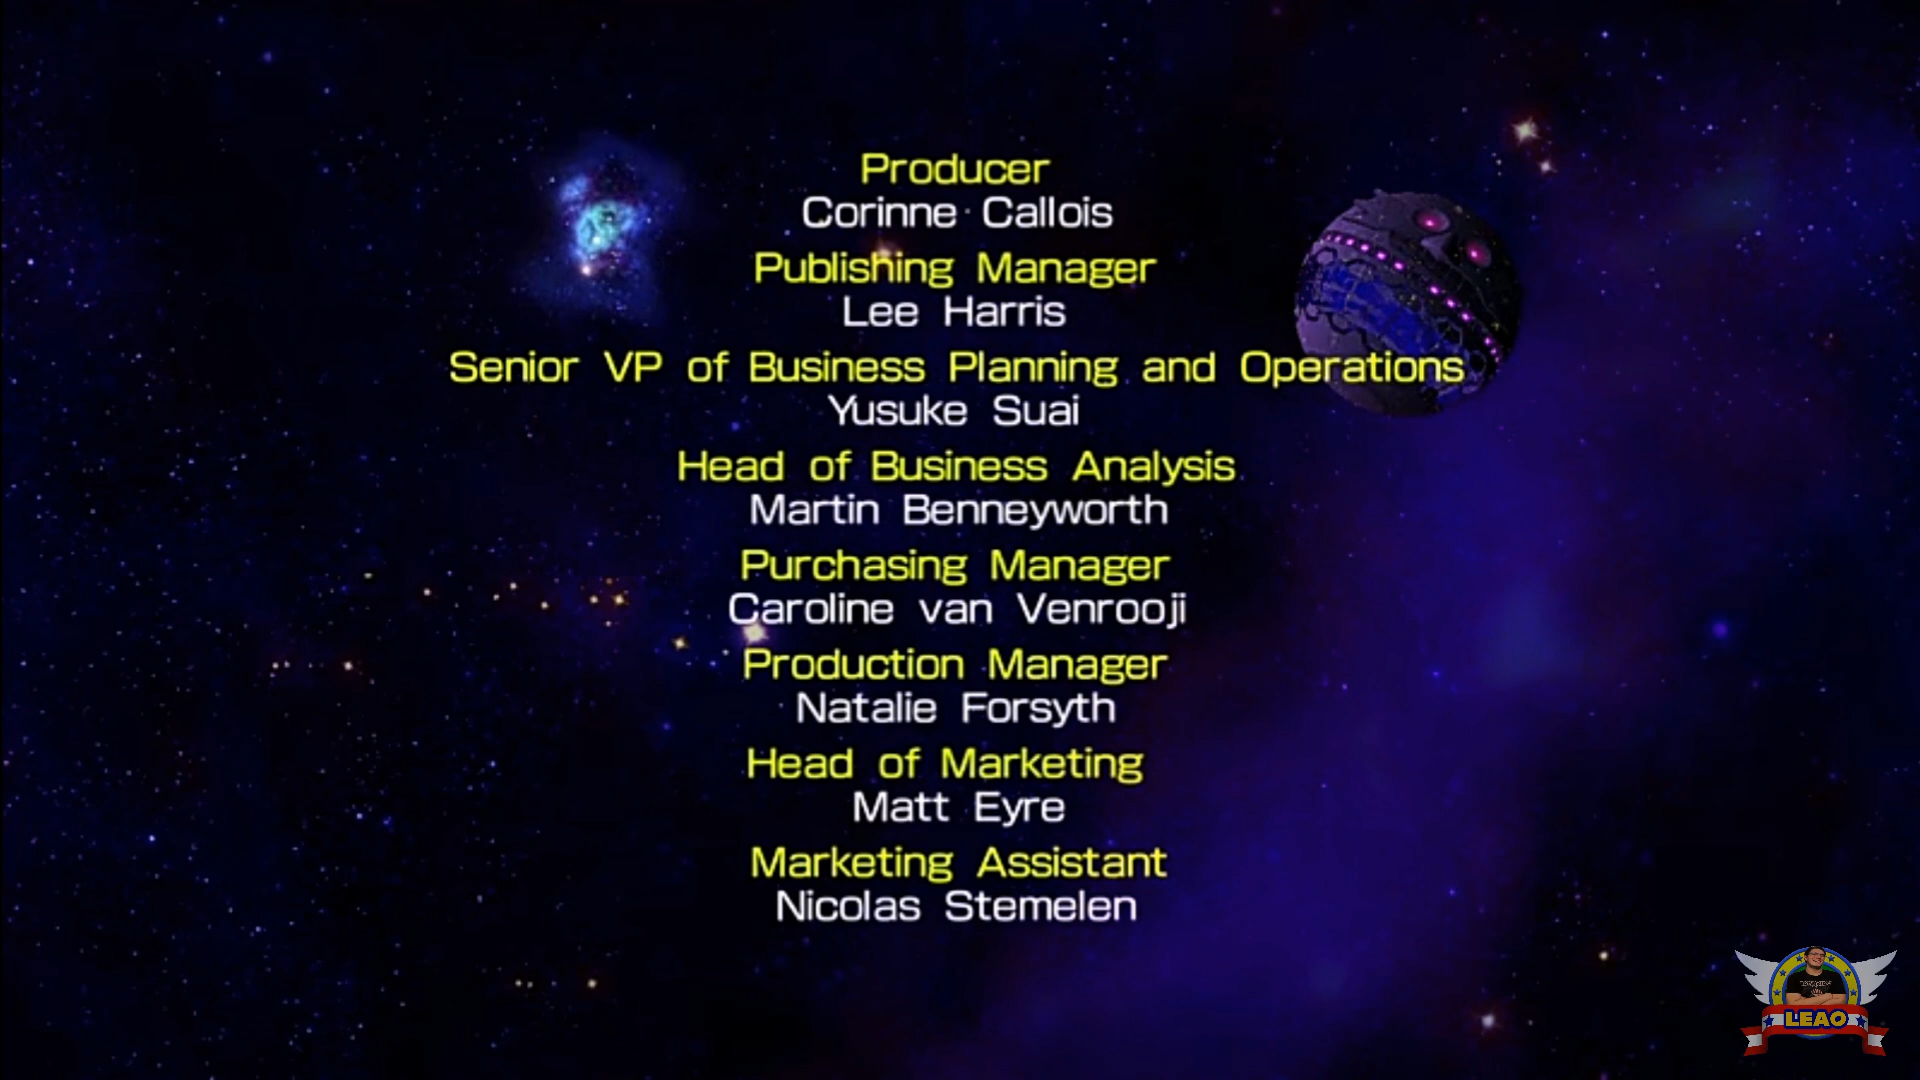 Producer
Corinne Callois
Publishing Manager
Lee Harris
Senior VP of Business Planning and Operations
Yusuke Suai
Head of Business Analysis
Martin Benneyworth
Purchasing Manager
Caroline van Venrooji
Production Manager
Natalie Forsyth
Head of Marketing
Matt Eyre
Marketing Assistant
Nicolas Stemelen
LEAO